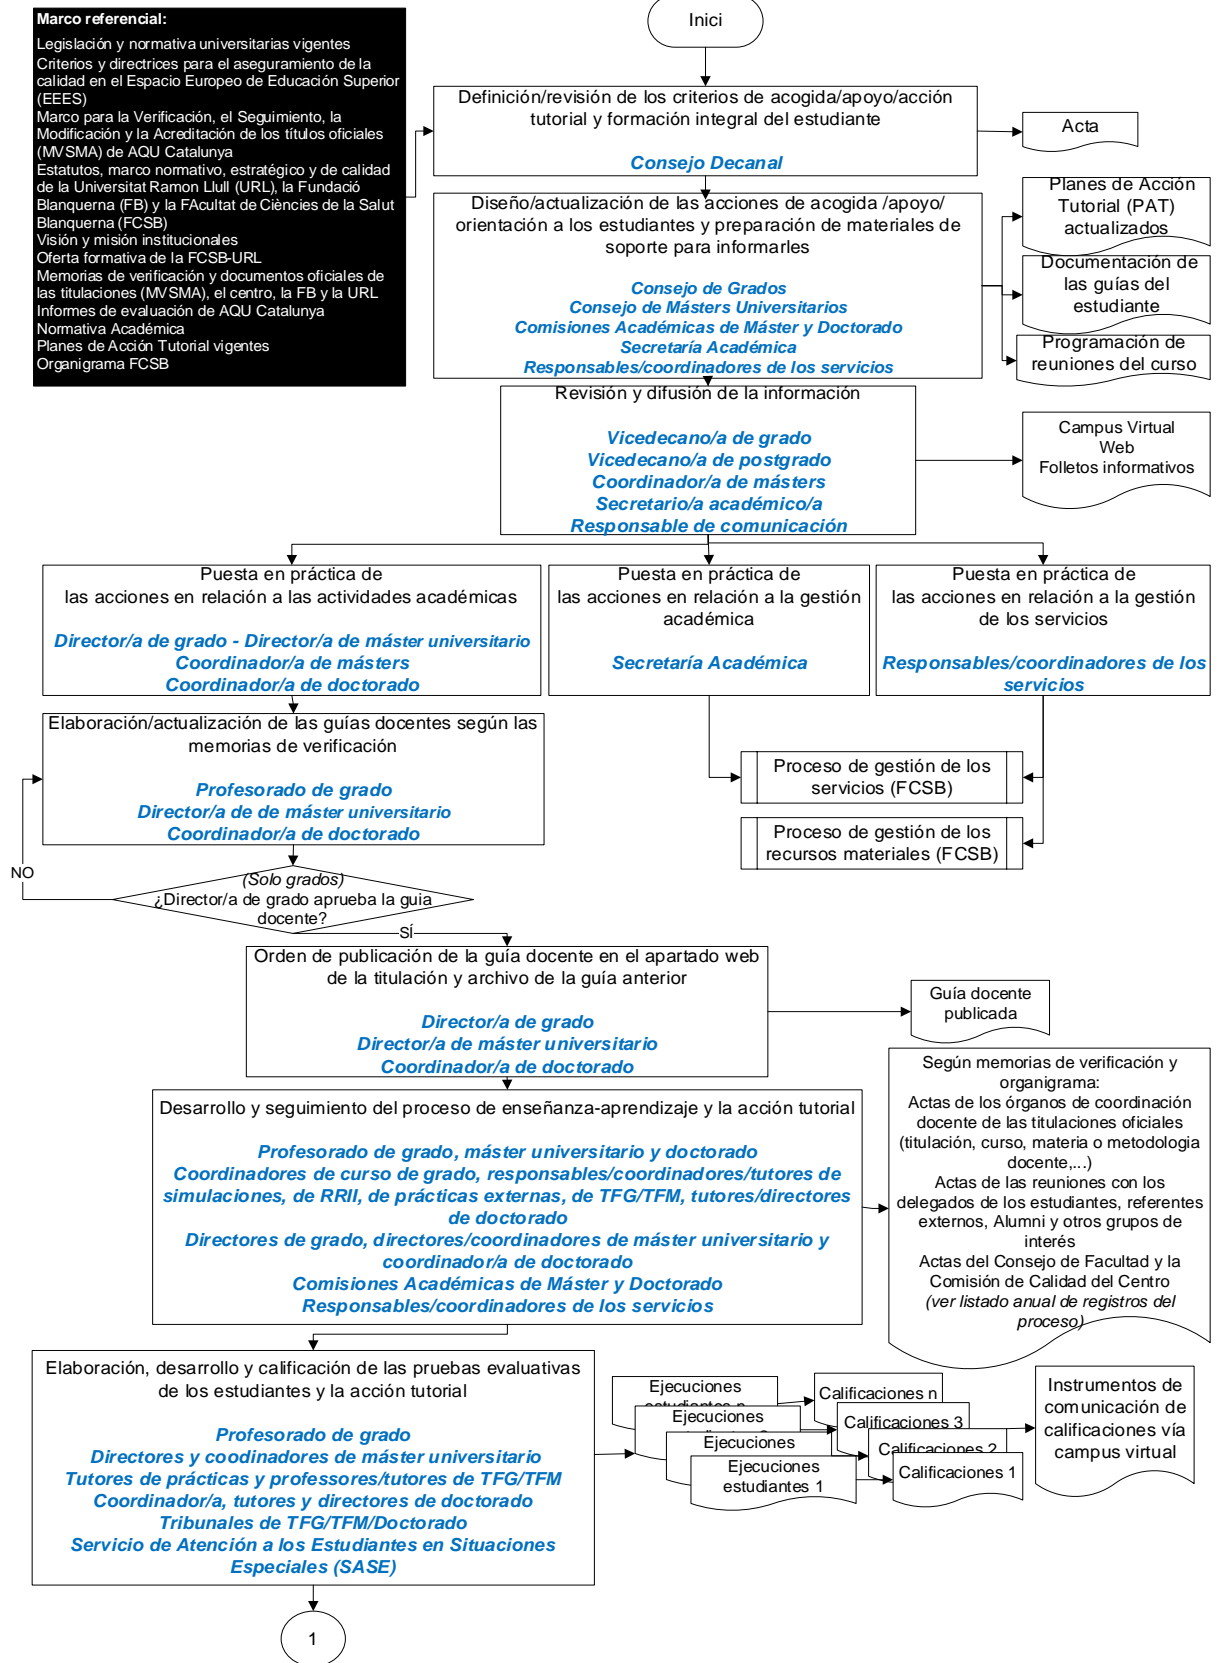 Marco referencial:
Legislación y normativa universitarias vigentes
Criterios y directrices para el aseguramiento de la
calidad en el Espacio Europeo de Educación Superior
(EEES)
Marco para la Verificación, el Seguimiento, la
Modificación y la Acreditación de los títulos oficiales
(MVSMA) de AQU Catalunya
Estatutos, marco normativo, estratégico y de calidad
de la Universitat Ramon Llull (URL), la Fundació
Blanquerna (FB) y la FAcultat de Ciències de la Salut
Blanquerna (FCSB)
Visión y misión institucionales
Oferta formativa de la FCSB-URL
Memorias de verificación y documentos oficiales de
las titulaciones (MVSMA), el centro, la FB y la URL
Informes de evaluación de AQU Catalunya
Normativa Académica
Planes de Acción Tutorial vigentes
Organigrama FCSB
Inici
Definición/revisión de los criterios de acogida/apoyo/acción
tutorial y formación integral del estudiante
Consejo Decanal
Acta
Diseño/actualización de las acciones de acogida /apoyo/
orientación a los estudiantes y preparación de materiales de
soporte para informarles
Consejo de Grados
Consejo de Másters Universitarios
Comisiones Académicas de Máster y Doctorado
Secretaría Académica
Responsables/coordinadores de los servicios
Planes de Acción
Tutorial (PAT)
actualizados
Documentación de
las guías del
estudiante
Programación de
reuniones del curso
Revisión y difusión de la información
Vicedecano/a de grado
Vicedecano/a de postgrado
Coordinador/a de másters
Secretario/a académico/a
Responsable de comunicación
Campus Virtual
Web
Folletos informativos
Puesta en práctica de
las acciones en relación a las actividades académicas
Director/a de grado - Director/a de máster universitario
Coordinador/a de másters
Coordinador/a de doctorado
Puesta en práctica de
las acciones en relación a la gestión
académica
Secretaría Académica
Puesta en práctica de
las acciones en relación a la gestión
de los servicios
Responsables/coordinadores de los
servicios
Elaboración/actualización de las guías docentes según las
memorias de verificación
Profesorado de grado
Director/a de de máster universitario
Coordinador/a de doctorado
Proceso de gestión de los
servicios (FCSB)
Proceso de gestión de los
recursos materiales (FCSB)
NO
(Solo grados)
¿Director/a de grado aprueba la guia
docente?
SÍ
Orden de publicación de la guía docente en el apartado web
de la titulación y archivo de la guía anterior
Director/a de grado
Director/a de máster universitario
Coordinador/a de doctorado
Guía docente
publicada
Desarrollo y seguimiento del proceso de enseñanza-aprendizaje y la acción tutorial
Profesorado de grado, máster universitario y doctorado
Coordinadores de curso de grado, responsables/coordinadores/tutores de
simulaciones, de RRII, de prácticas externas, de TFG/TFM, tutores/directores
de doctorado
Directores de grado, directores/coordinadores de máster universitario y
coordinador/a de doctorado
Comisiones Académicas de Máster y Doctorado
Responsables/coordinadores de los servicios
Según memorias de verificación y
organigrama:
Actas de los órganos de coordinación
docente de las titulaciones oficiales
(titulación, curso, materia o metodologia
docente,...)
Actas de las reuniones con los
delegados de los estudiantes, referentes
externos, Alumni y otros grupos de
interés
Actas del Consejo de Facultad y la
Comisión de Calidad del Centro
(ver listado anual de registros del
proceso)
Elaboración, desarrollo y calificación de las pruebas evaluativas
de los estudiantes y la acción tutorial
Profesorado de grado
Directores y coodinadores de máster universitario
Tutores de prácticas y professores/tutores de TFG/TFM
Coordinador/a, tutores y directores de doctorado
Tribunales de TFG/TFM/Doctorado
Servicio de Atención a los Estudiantes en Situaciones
Especiales (SASE)
Ejecuciones
estudiantes n
Ejecuciones
Ejecuciones
Ejecuciones
estudiantes 1
Calificaciones n
Calificaciones 3
Calificaciones 2
Calificaciones 1
Instrumentos de
comunicación de
calificaciones vía
campus virtual
1